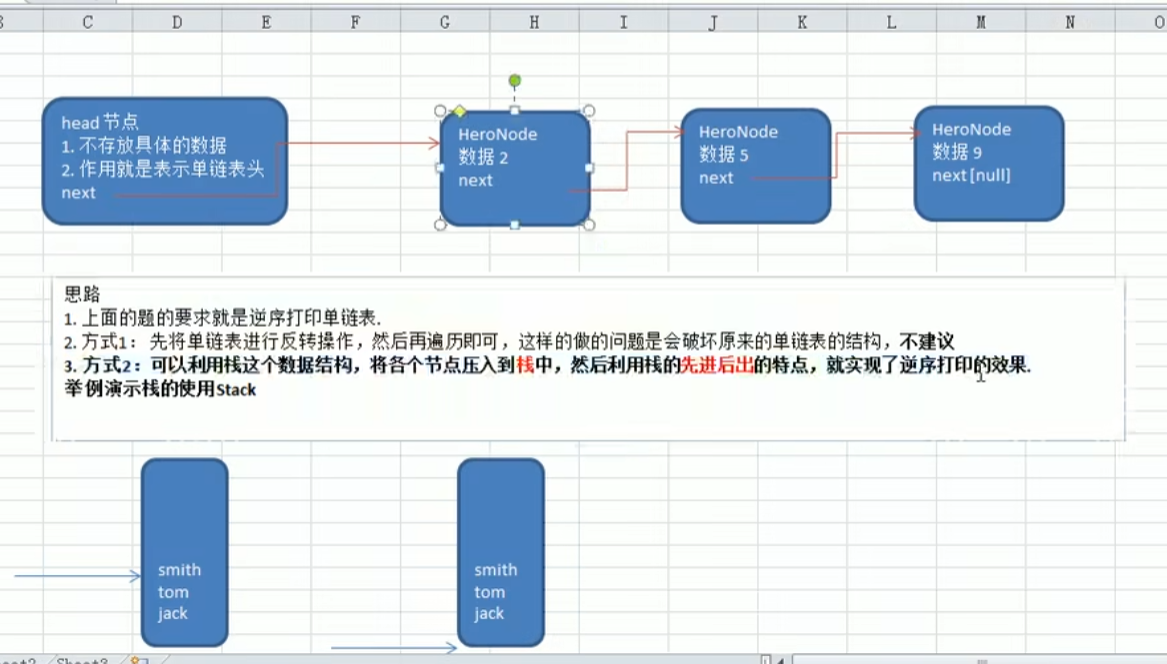 C D E F G H I J K L M N O
head 节点
1. 不存放具体的数据
2. 作用就是表示单链表头
next
HeroNode
数据 2
next
HeroNode
数据 5
next
HeroNode
数据 9
next[null]
思路
1. 上面的题的要求就是逆序打印单链表.
2. 方式1： 先将单链表进行反转操作，然后再遍历即可，这样的做的问题是会破坏原来的单链表的结构，不建议
3. 方式2：可以利用栈这个数据结构，将各个节点压入到栈中，然后利用栈的先进后出的特点，就实现了逆序打印的效果.
举例演示栈的使用Stack
smith
tom
jack
smith
tom
jack